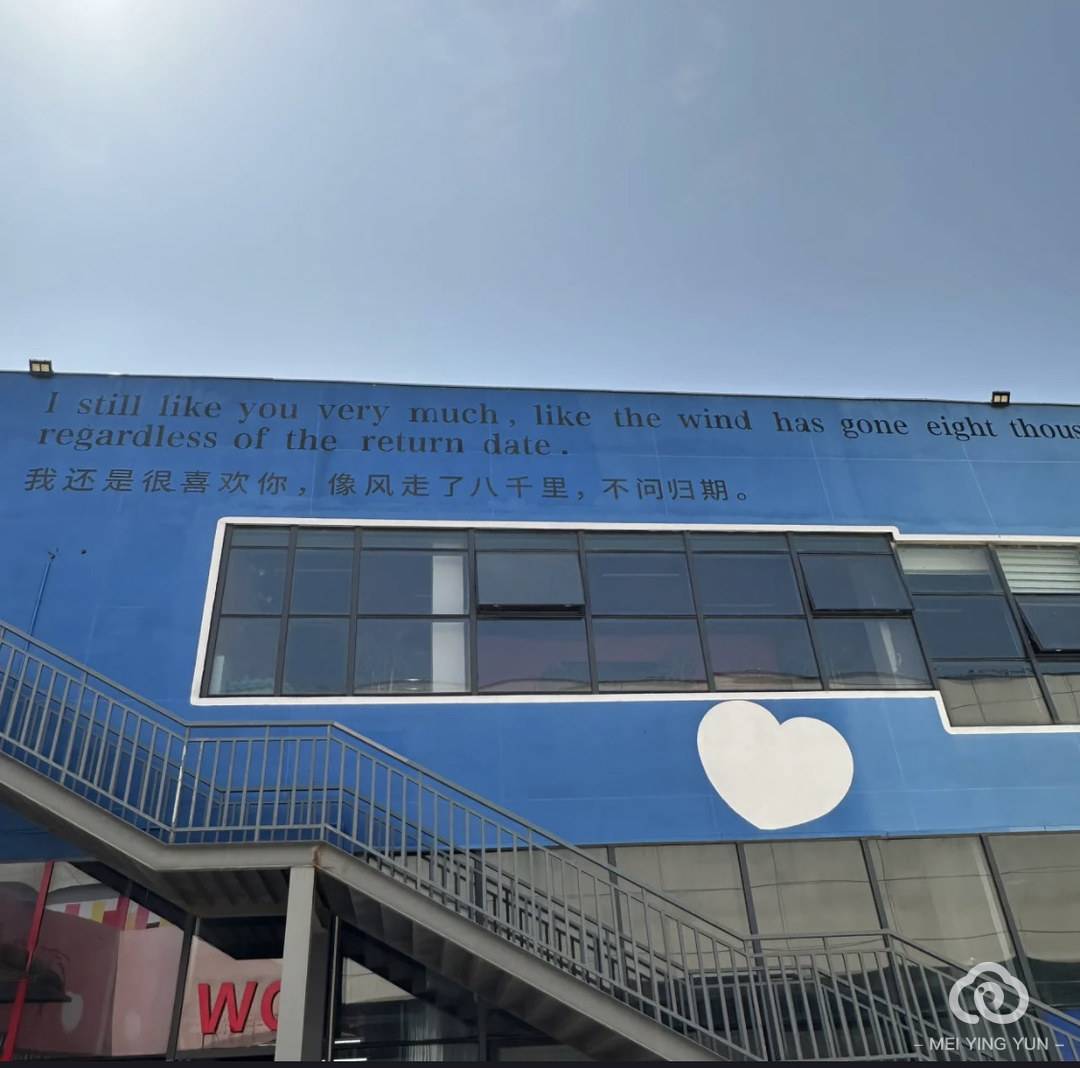 I still like you very much, like the wind has gone eight thous
regardless of the return date.
我还是很喜欢你，像风走了八千里，不问归期。
WO
- MEI YING YUN -